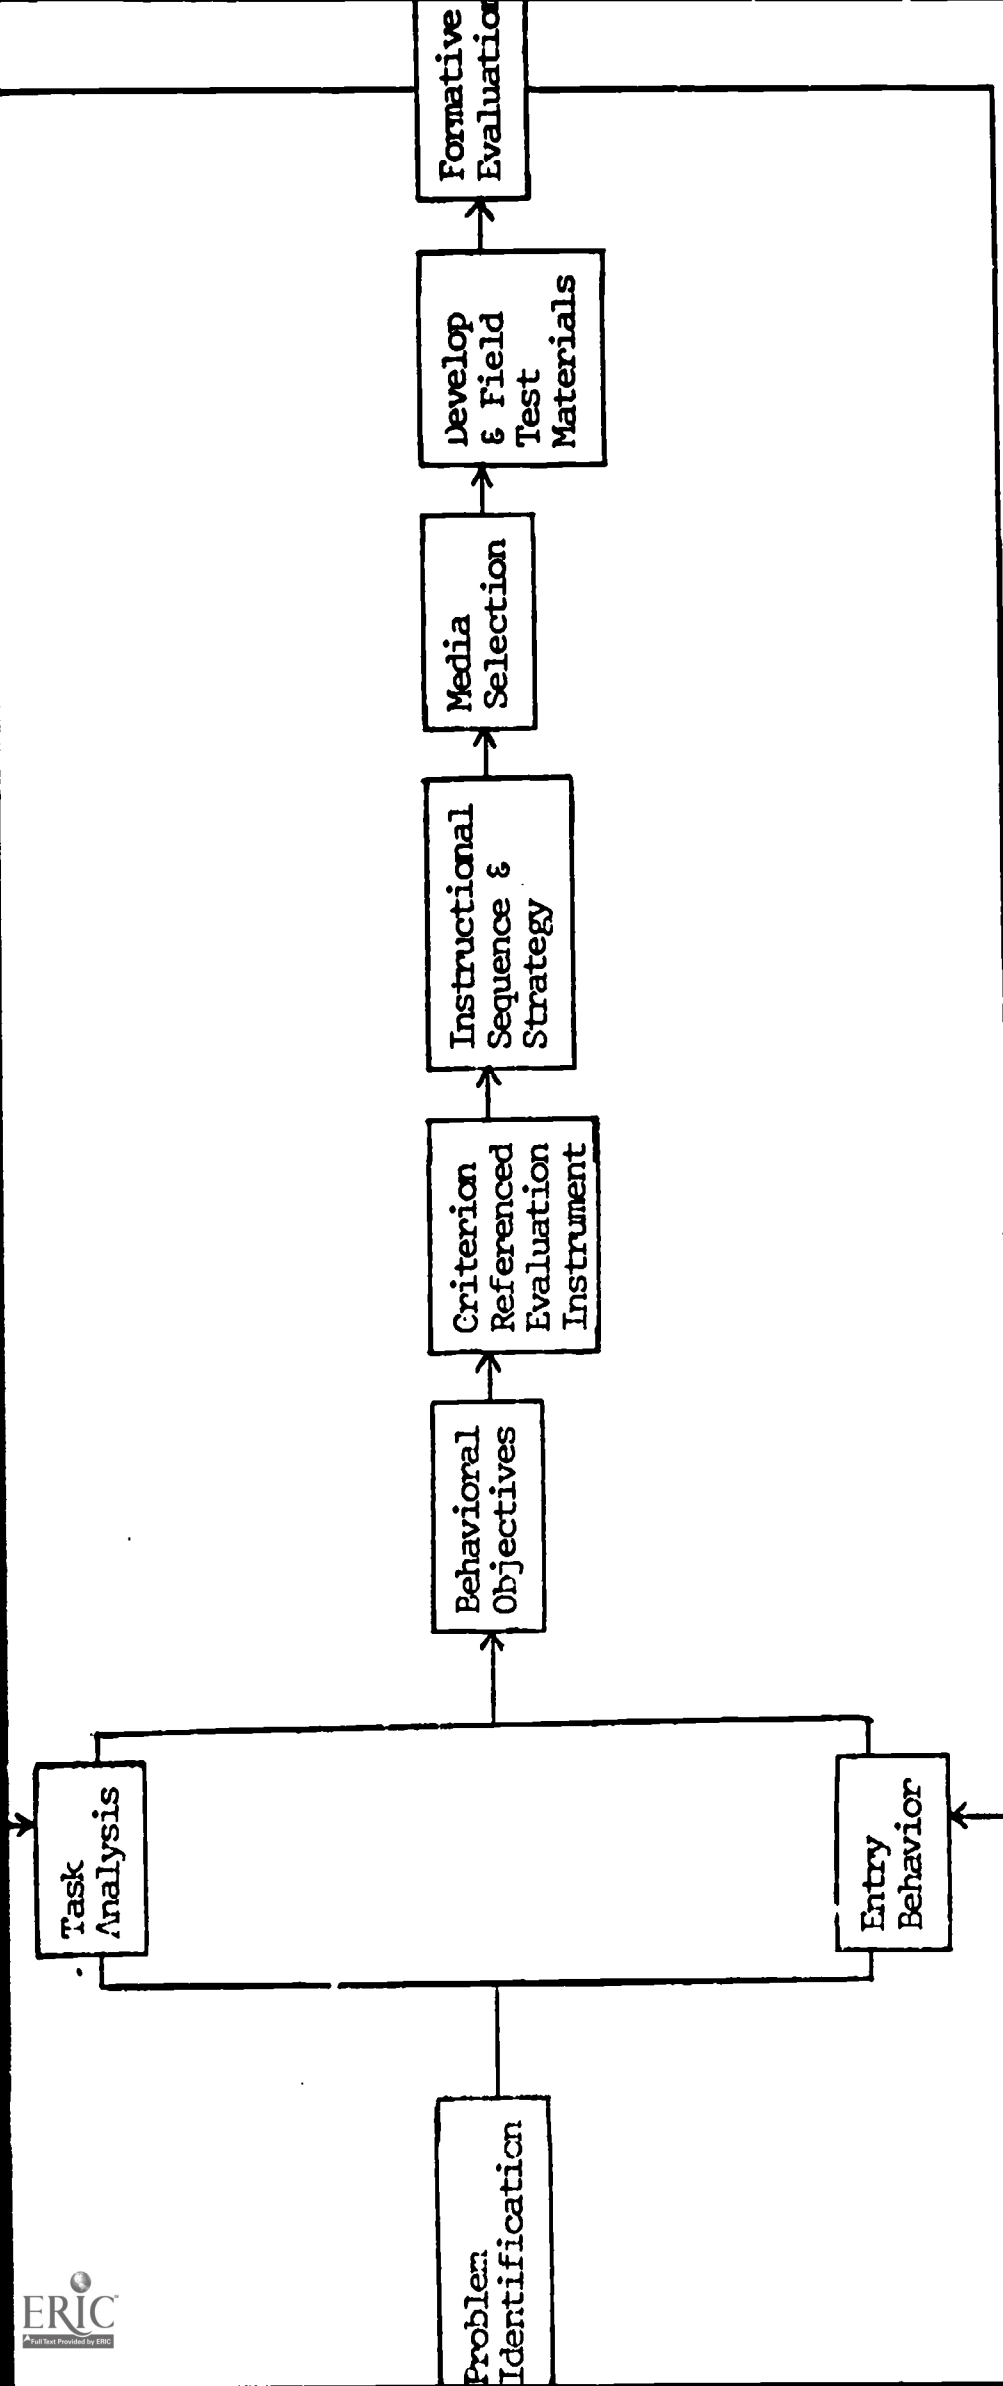 Problem
Identification
Task
Analysis
Entry
Behavior
Behavioral
Objectives
Criterion
Referenced
Evaluation
Instrument
Instructional
Sequence &
Strategy
Media
Selection
Develop
& Field
Test
Materials
Formative
Evaluation
ERIC
Full Text Provided by ERIC